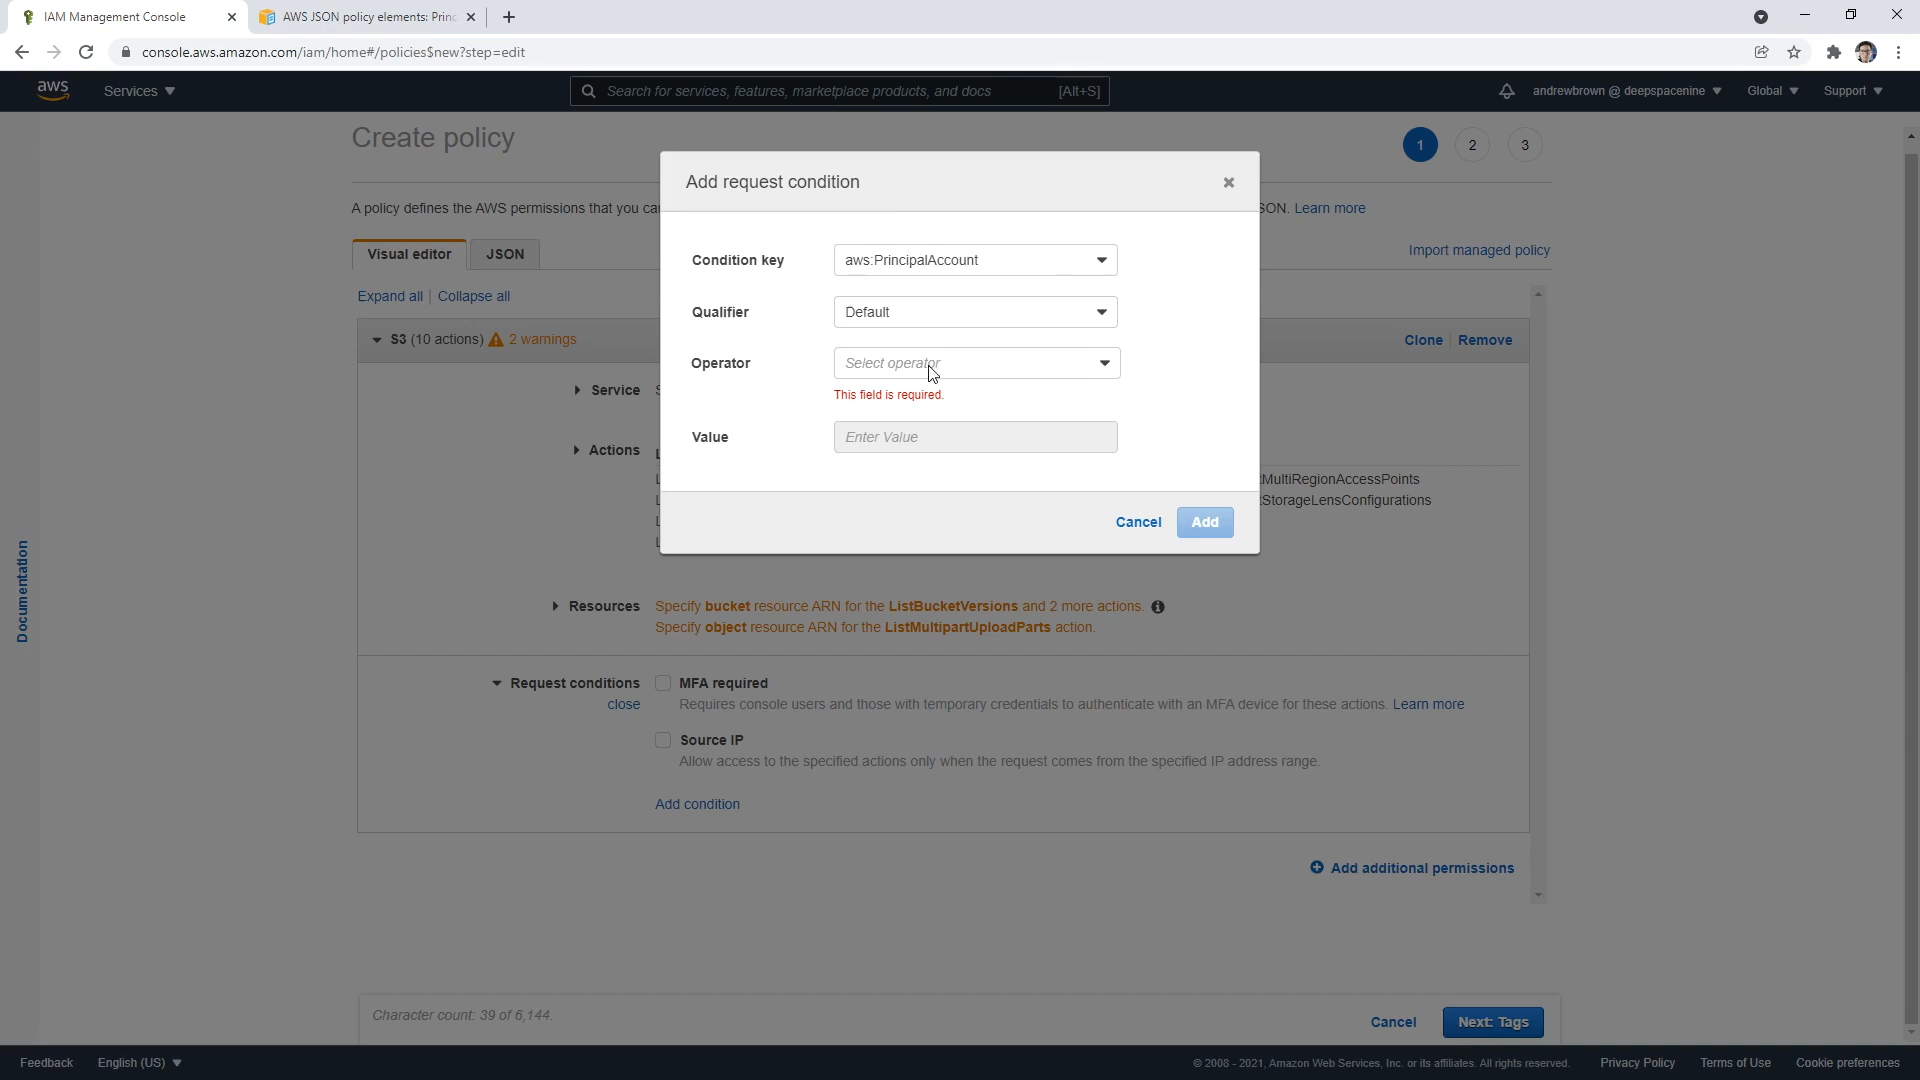 IAM Management Console
AWS JSON policy elements: Princ
console.aws.amazon.com/iam/home#/policies$new?step=edit
aws
Services
Search for services, features, marketplace products, and docs [Alt+S]
andrewbrown @ deepspacenine
Global
Support
Create policy
1 2 3
A policy defines the AWS permissions that you ca
SON. Learn more
Visual editor
JSON
Import managed policy
Expand all | Collapse all
S3 (10 actions) 2 warnings
Clone | Remove
Add request condition
Condition key
aws:PrincipalAccount
Qualifier
Default
Operator
Select operator
This field is required.
Value
Enter Value
Cancel
Add
Service
Actions
MultiRegionAccessPoints
StorageLensConfigurations
Resources
Specify bucket resource ARN for the ListBucketVersions and 2 more actions.
Specify object resource ARN for the ListMultipartUploadParts action.
Request conditions
close
MFA required
Requires console users and those with temporary credentials to authenticate with an MFA device for these actions. Learn more
Source IP
Allow access to the specified actions only when the request comes from the specified IP address range.
Add condition
Add additional permissions
Documentation
Character count: 39 of 6,144.
Cancel
Next: Tags
Feedback
English (US)
© 2008 - 2021, Amazon Web Services, Inc. or its affiliates. All rights reserved.
Privacy Policy
Terms of Use
Cookie preferences